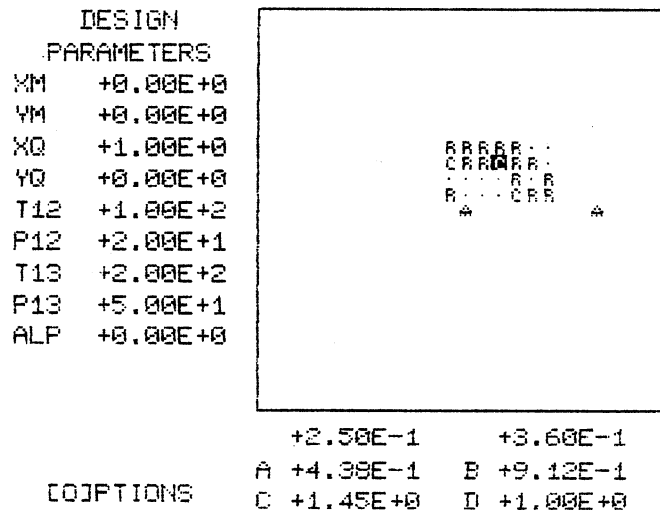 DESIGN
PARAMETERS
XM +0.00E+0
YM +0.00E+0
XQ +1.00E+0
YQ +0.00E+0
T12 +1.00E+2
P12 +2.00E+1
T13 +2.00E+2
P13 +5.00E+1
ALP +0.00E+0
R R R R R · ·
C R R C R R ·
· · · · R · R
R · · · C R R
A A
+2.50E-1 +3.60E-1
A +4.38E-1 B +9.12E-1
[O]PTIONS C +1.45E+0 D +1.00E+0